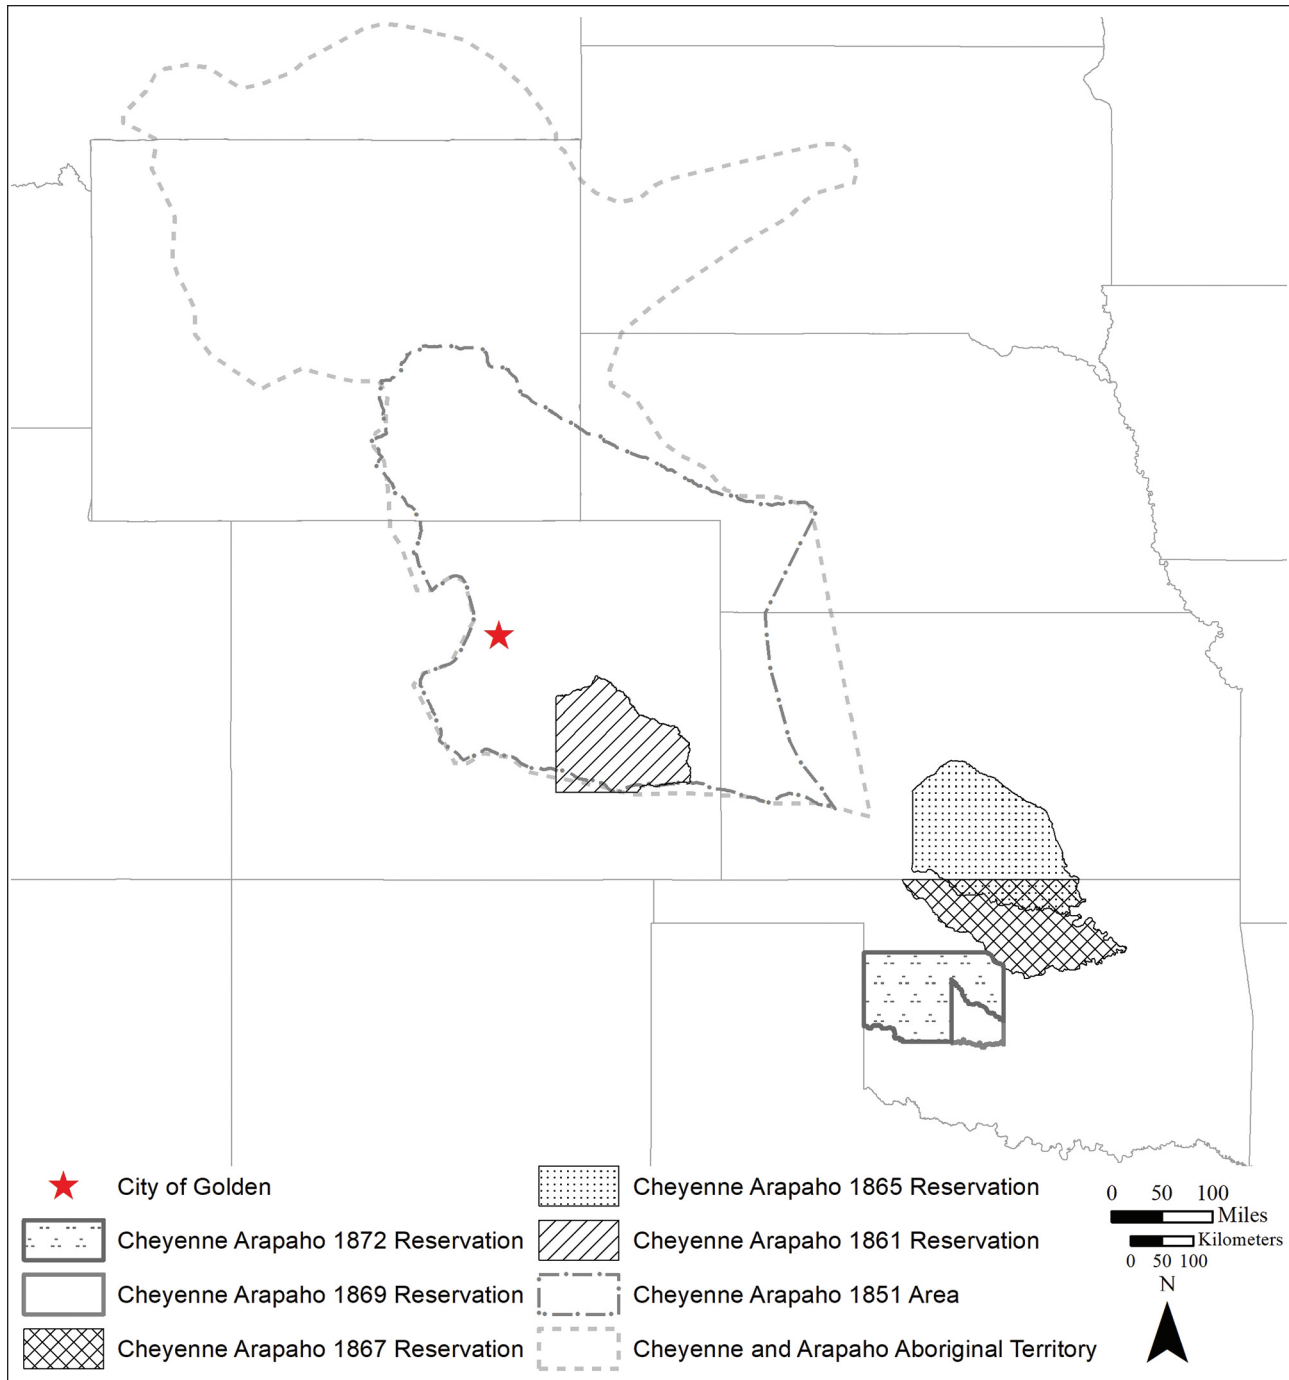 City of Golden
Cheyenne Arapaho 1872 Reservation
Cheyenne Arapaho 1869 Reservation
Cheyenne Arapaho 1867 Reservation
Cheyenne Arapaho 1865 Reservation
Cheyenne Arapaho 1861 Reservation
Cheyenne Arapaho 1851 Area
Cheyenne and Arapaho Aboriginal Territory
0 50 100
Miles
Kilometers
0 50 100
N